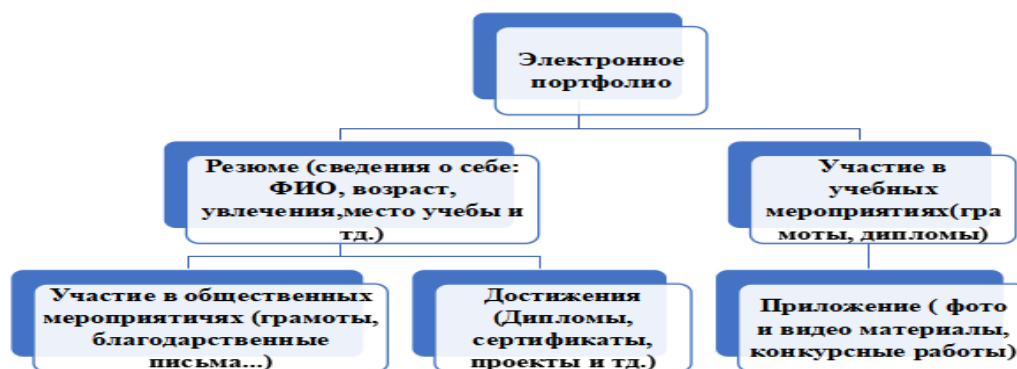 Электронное
портфолио
Резюме (сведения о себе:
ФИО, возраст,
увлечения,место учебы и
тд.)
Участие в
учебных
мероприятиях(гра
моты, дипломы)
Участие в общественных
мероприятичях (грамоты,
благодарственные
письма...)
Достижения
(Дипломы,
сертификаты,
проекты и тд.)
Приложение ( фото
и видео материалы,
конкурсные работы)